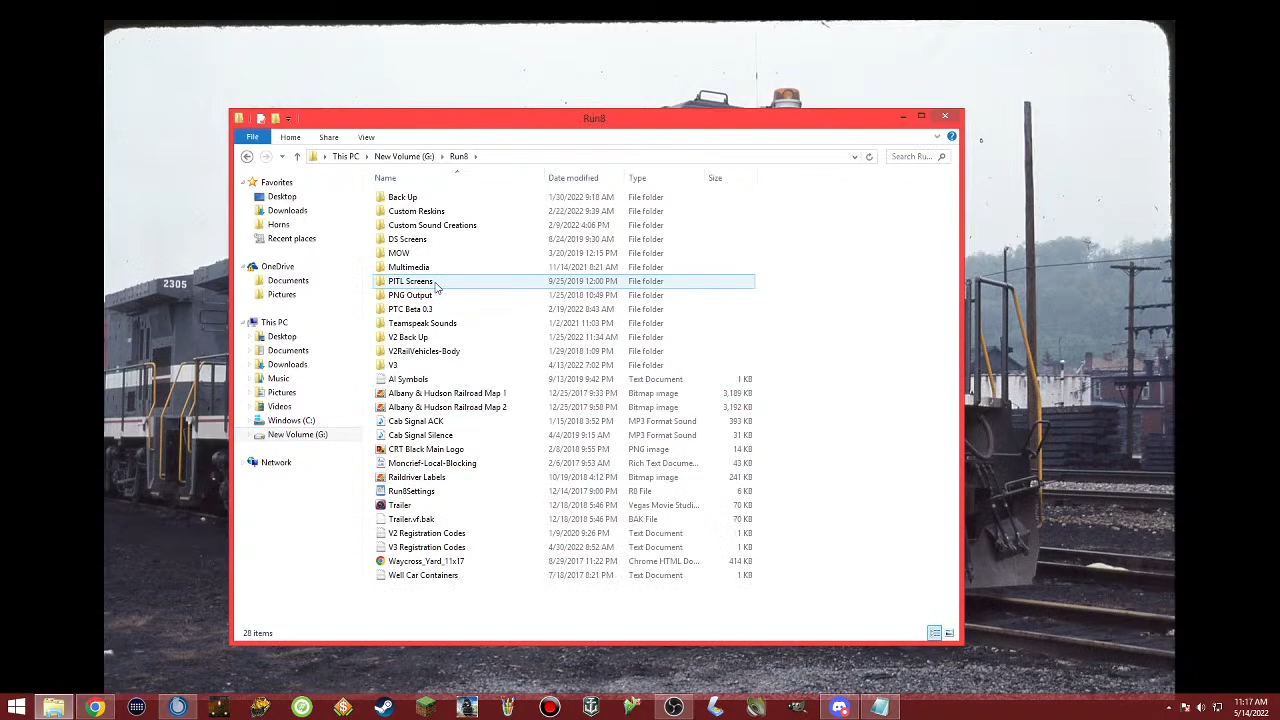 2305
Run8
File Home Share View
This PC New Volume (G:) Run8
Search Ru...
Name Date modified Type Size
Favorites
Desktop
Downloads
Horns
Recent places
OneDrive
Documents
Pictures
This PC
Desktop
Documents
Downloads
Music
Pictures
Videos
Windows (C:)
New Volume (G:)
Network
Back Up 1/30/2022 9:18 AM File folder
Custom Reskins 2/22/2022 9:39 AM File folder
Custom Sound Creations 2/9/2022 4:06 PM File folder
DS Screens 8/24/2019 9:30 AM File folder
MOW 3/20/2019 12:15 PM File folder
Multimedia 11/14/2021 8:21 AM File folder
PITL Screens 9/25/2019 12:00 PM File folder
PNG Output 1/25/2018 10:49 PM File folder
PTC Beta 0.3 2/19/2022 8:43 AM File folder
Teamspeak Sounds 1/2/2021 11:03 PM File folder
V2 Back Up 1/25/2022 11:34 AM File folder
V2RailVehicles-Body 1/29/2018 1:09 PM File folder
V3 4/13/2022 7:02 PM File folder
AI Symbols 9/13/2019 9:42 PM Text Document 1 KB
Albany & Hudson Railroad Map 1 12/25/2017 9:33 PM Bitmap image 3,189 KB
Albany & Hudson Railroad Map 2 12/25/2017 9:58 PM Bitmap image 3,192 KB
Cab Signal ACK 1/15/2018 3:52 PM MP3 Format Sound 393 KB
Cab Signal Silence 4/4/2019 9:15 AM MP3 Format Sound 31 KB
CRT Black Main Logo 2/8/2018 9:55 PM PNG image 14 KB
Moncrief-Local-Blocking 2/6/2017 9:53 AM Rich Text Docume... 43 KB
Raildriver Labels 10/19/2018 4:12 PM Bitmap image 241 KB
Run8Settings 12/14/2017 9:00 PM R8 File 6 KB
Trailer 12/18/2018 5:46 PM Vegas Movie Studi... 70 KB
Trailer.vf.bak 12/18/2018 5:46 PM BAK File 70 KB
V2 Registration Codes 1/9/2020 9:26 PM Text Document 1 KB
V3 Registration Codes 4/30/2022 8:52 AM Text Document 1 KB
Waycross_Yard_11x17 8/29/2017 11:22 PM Chrome HTML Do... 414 KB
Well Car Containers 7/18/2017 8:21 PM Text Document 1 KB
28 items
11:17 AM
5/14/2022